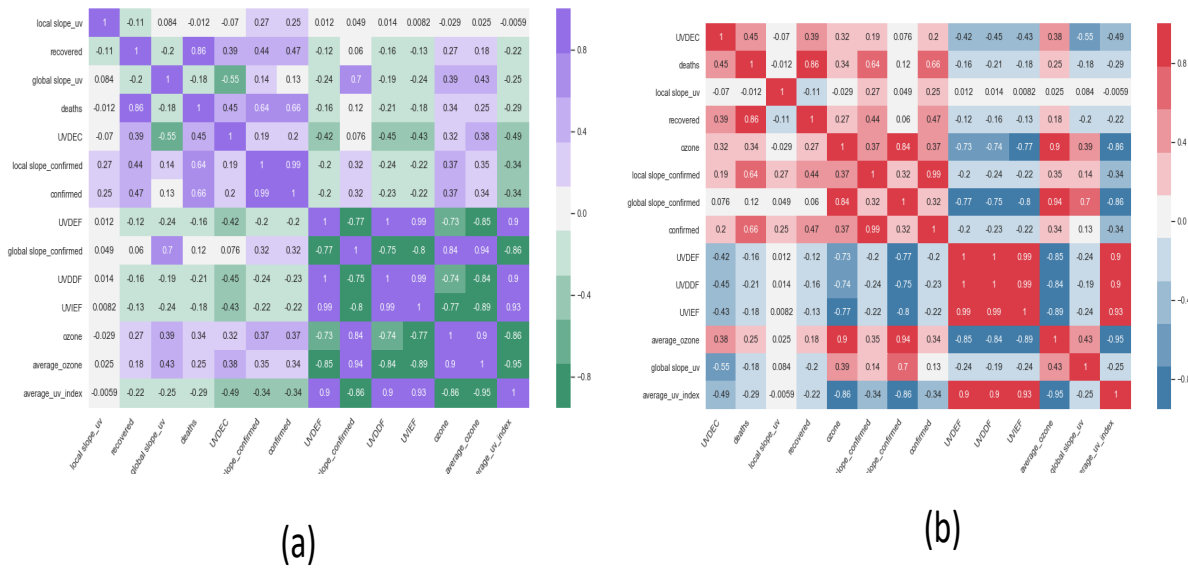 local slope_uv 1 -0.11 0.084 -0.012 -0.07 0.27 0.25 0.012 0.049 0.014 0.0082 -0.029 0.025 -0.0059
recovered -0.11 1 -0.2 0.86 0.39 0.44 0.47 -0.12 0.06 -0.16 -0.13 0.27 0.18 -0.22
global slope_uv 0.084 -0.2 1 -0.18 -0.55 0.14 0.13 -0.24 0.7 -0.19 -0.24 0.39 0.43 -0.25
deaths -0.012 0.86 -0.18 1 0.45 0.64 0.66 -0.16 0.12 -0.21 -0.18 0.34 0.25 -0.29
UVDEC -0.07 0.39 -0.55 0.45 1 0.19 0.2 -0.42 0.076 -0.45 -0.43 0.32 0.38 -0.49
local slope_confirmed 0.27 0.44 0.14 0.64 0.19 1 0.99 -0.2 0.32 -0.24 -0.22 0.37 0.35 -0.34
confirmed 0.25 0.47 0.13 0.66 0.2 0.99 1 -0.2 0.32 -0.23 -0.22 0.37 0.34 -0.34
UVDEF 0.012 -0.12 -0.24 -0.16 -0.42 -0.2 -0.2 1 -0.77 1 0.99 -0.73 -0.85 0.9
global slope_confirmed 0.049 0.06 0.7 0.12 0.076 0.32 0.32 -0.77 1 -0.75 -0.8 0.84 0.94 -0.86
UVDDF 0.014 -0.16 -0.19 -0.21 -0.45 -0.24 -0.23 1 -0.75 1 0.99 -0.74 -0.84 0.9
UVIEF 0.0082 -0.13 -0.24 -0.18 -0.43 -0.22 -0.22 0.99 -0.8 0.99 1 -0.77 -0.89 0.93
ozone -0.029 0.27 0.39 0.34 0.32 0.37 0.37 -0.73 0.84 -0.74 -0.77 1 0.9 -0.86
average_ozone 0.025 0.18 0.43 0.25 0.38 0.35 0.34 -0.85 0.94 -0.84 -0.89 0.9 1 -0.95
average_uv_index -0.0059 -0.22 -0.25 -0.29 -0.49 -0.34 -0.34 0.9 -0.86 0.9 0.93 -0.86 -0.95 1
local slope_uv recovered global slope_uv deaths UVDEC slope_confirmed confirmed UVDEF slope_confirmed UVDDF UVIEF ozone average_ozone erage_uv_index
0.8
0.4
0.0
-0.4
-0.8
(a)
UVDEC 1 0.45 -0.07 0.39 0.32 0.19 0.076 0.2 -0.42 -0.45 -0.43 0.38 -0.55 -0.49
deaths 0.45 1 -0.012 0.86 0.34 0.64 0.12 0.66 -0.16 -0.21 -0.18 0.25 -0.18 -0.29
local slope_uv -0.07 -0.012 1 -0.11 -0.029 0.27 0.049 0.25 0.012 0.014 0.0082 0.025 0.084 -0.0059
recovered 0.39 0.86 -0.11 1 0.27 0.44 0.06 0.47 -0.12 -0.16 -0.13 0.18 -0.2 -0.22
ozone 0.32 0.34 -0.029 0.27 1 0.37 0.84 0.37 -0.73 -0.74 -0.77 0.9 0.39 -0.86
local slope_confirmed 0.19 0.64 0.27 0.44 0.37 1 0.32 0.99 -0.2 -0.24 -0.22 0.35 0.14 -0.34
global slope_confirmed 0.076 0.12 0.049 0.06 0.84 0.32 1 0.32 -0.77 -0.75 -0.8 0.94 0.7 -0.86
confirmed 0.2 0.66 0.25 0.47 0.37 0.99 0.32 1 -0.2 -0.23 -0.22 0.34 0.13 -0.34
UVDEF -0.42 -0.16 0.012 -0.12 -0.73 -0.2 -0.77 -0.2 1 1 0.99 -0.85 -0.24 0.9
UVDDF -0.45 -0.21 0.014 -0.16 -0.74 -0.24 -0.75 -0.23 1 1 0.99 -0.84 -0.19 0.9
UVIEF -0.43 -0.18 0.0082 -0.13 -0.77 -0.22 -0.8 -0.22 0.99 0.99 1 -0.89 -0.24 0.93
average_ozone 0.38 0.25 0.025 0.18 0.9 0.35 0.94 0.34 -0.85 -0.84 -0.89 1 0.43 -0.95
global slope_uv -0.55 -0.18 0.084 -0.2 0.39 0.14 0.7 0.13 -0.24 -0.19 -0.24 0.43 1 -0.25
average_uv_index -0.49 -0.29 -0.0059 -0.22 -0.86 -0.34 -0.86 -0.34 0.9 0.9 0.93 -0.95 -0.25 1
UVDEC deaths local slope_uv recovered ozone slope_confirmed slope_confirmed confirmed UVDEF UVDDF UVIEF average_ozone global slope_uv erage_uv_index
0.8
0.4
0.0
-0.4
-0.8
(b)